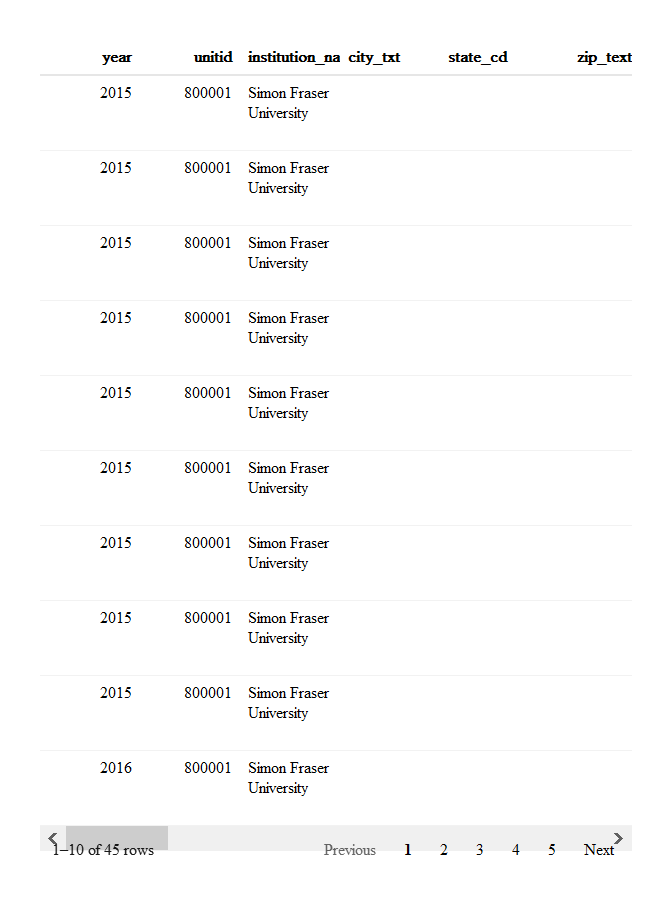 year unitid institution_na city_txt state_cd zip_text
2015 800001 Simon Fraser
University
2015 800001 Simon Fraser
University
2015 800001 Simon Fraser
University
2015 800001 Simon Fraser
University
2015 800001 Simon Fraser
University
2015 800001 Simon Fraser
University
2015 800001 Simon Fraser
University
2015 800001 Simon Fraser
University
2015 800001 Simon Fraser
University
2016 800001 Simon Fraser
University
1–10 of 45 rows Previous 1 2 3 4 5 Next